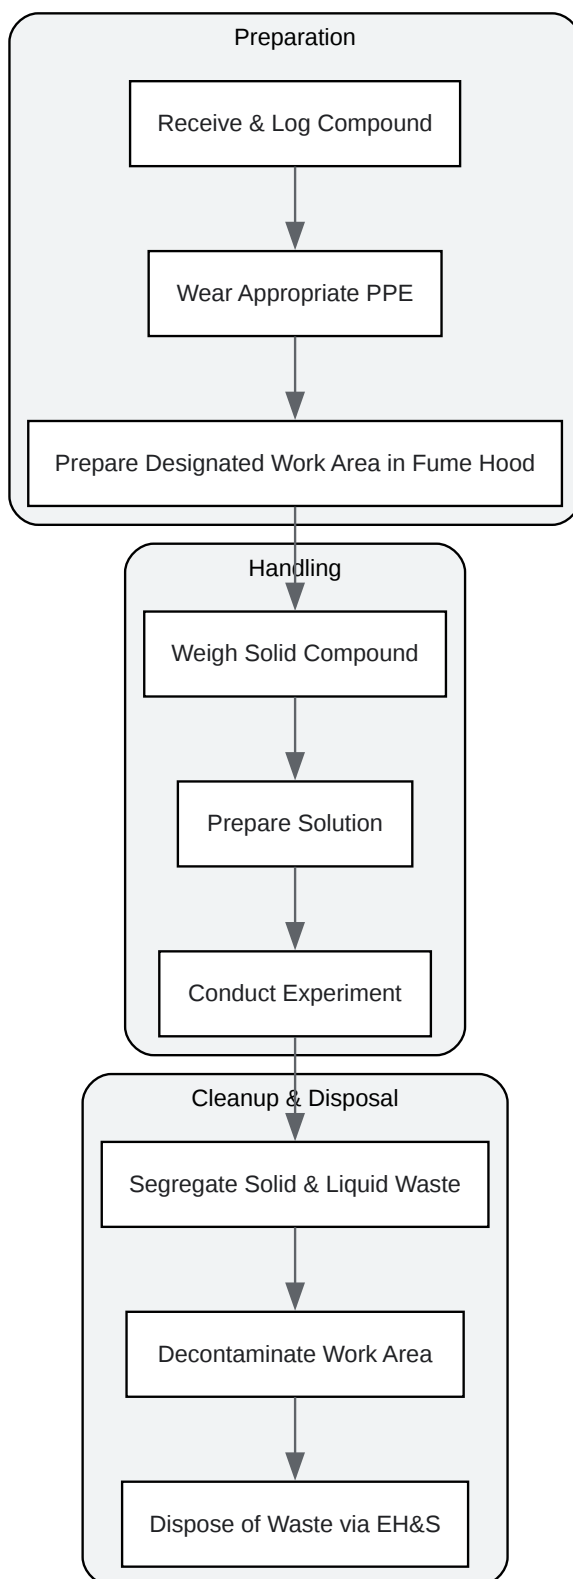 Preparation
Receive & Log Compound
Wear Appropriate PPE
Prepare Designated Work Area in Fume Hood
Handling
Weigh Solid Compound
Prepare Solution
Conduct Experiment
Cleanup & Disposal
Segregate Solid & Liquid Waste
Decontaminate Work Area
Dispose of Waste via EH&S